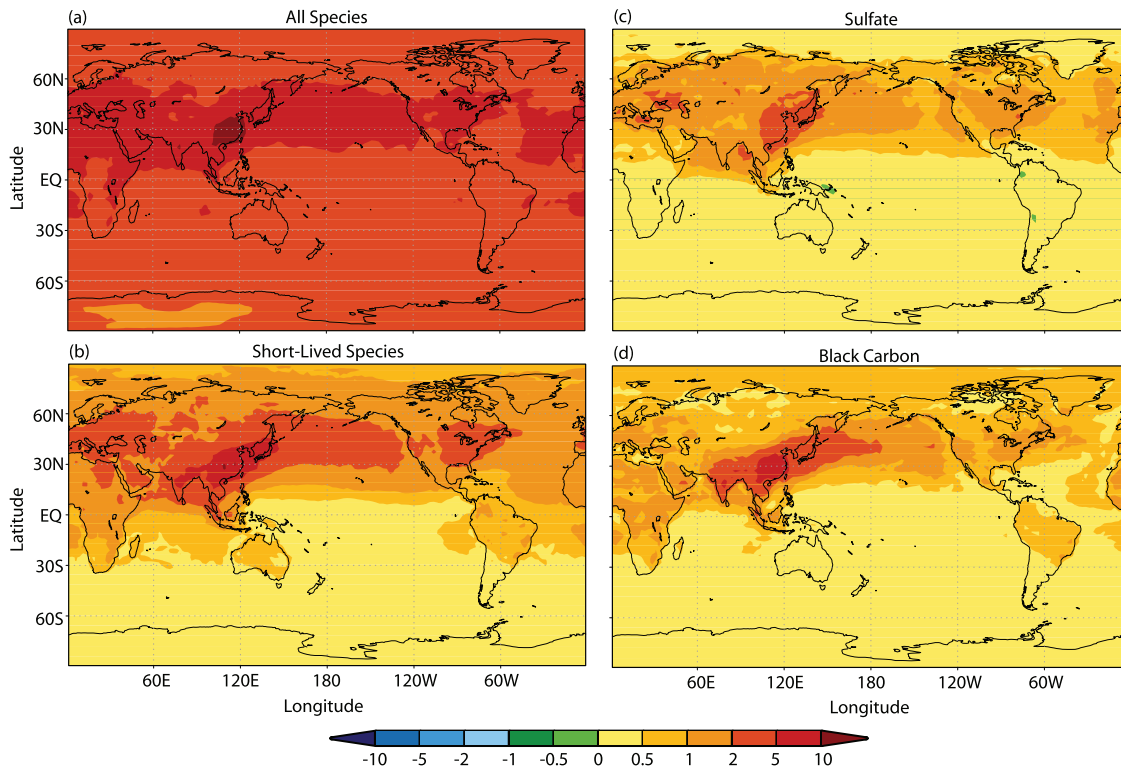 (a) All Species
(c) Sulfate
60N
30N
EQ
30S
60S
Latitude
(b) Short-Lived Species
(d) Black Carbon
60N
30N
EQ
30S
60S
Latitude
60E 120E 180 120W 60W
Longitude
60E 120E 180 120W 60W
Longitude
-10 -5 -2 -1 -0.5 0 0.5 1 2 5 10